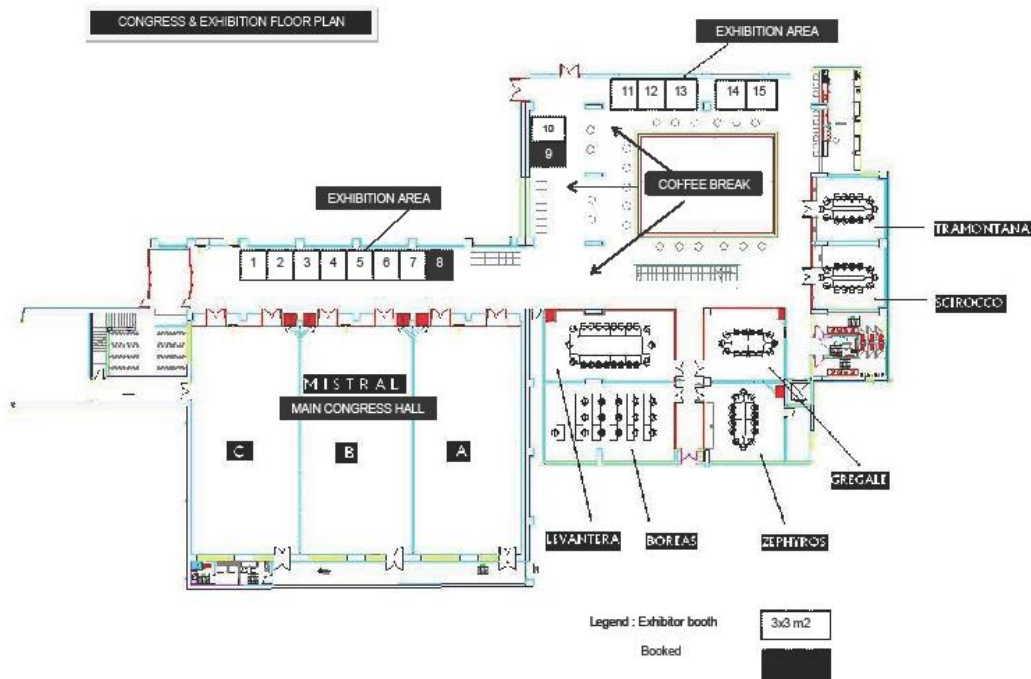 CONGRESS & EXHIBITION FLOOR PLAN
EXHIBITION AREA
11 12 13 14 15
10
9
COFFEE BREAK
EXHIBITION AREA
TRAMONTANA
1 2 3 4 5 6 7 8
SCIROCCO
MISTRAL
MAIN CONGRESS HALL
C B A
GREGALE
LEVANTERA BOREAS ZEPHYROS
Legend : Exhibitor booth 3x3 m2
Booked